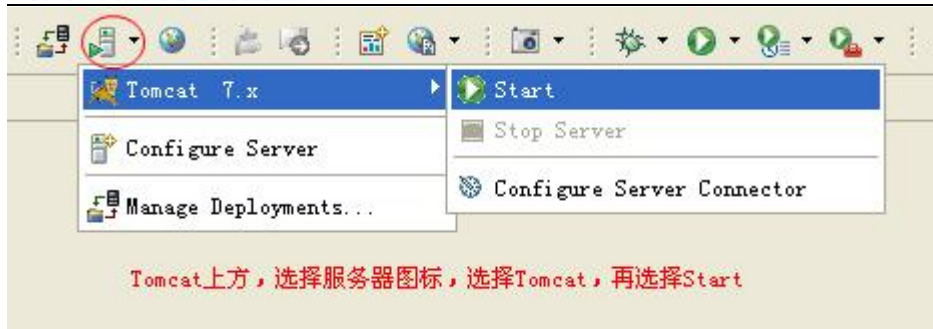 Tomcat 7.x
Start
Stop Server
Configure Server
Configure Server Connector
Manage Deployments...
Tomcat上方，选择服务器图标，选择Tomcat，再选择Start